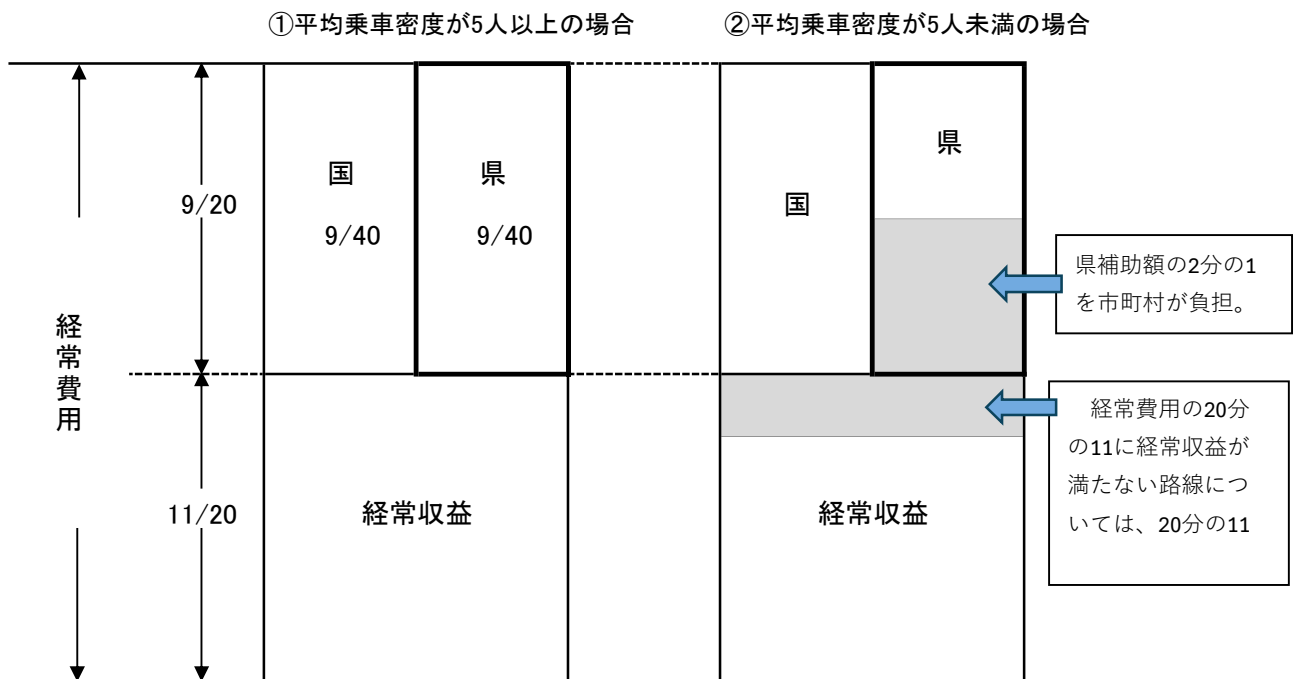 ①平均乗車密度が5人以上の場合
②平均乗車密度が5人未満の場合
経常費用
9/20
11/20
国
9/40
県
9/40
経常収益
国
県
経常収益
県補助額の2分の1
を市町村が負担。
経常費用の20分
の11に経常収益が
満たない路線につ
いては、20分の11